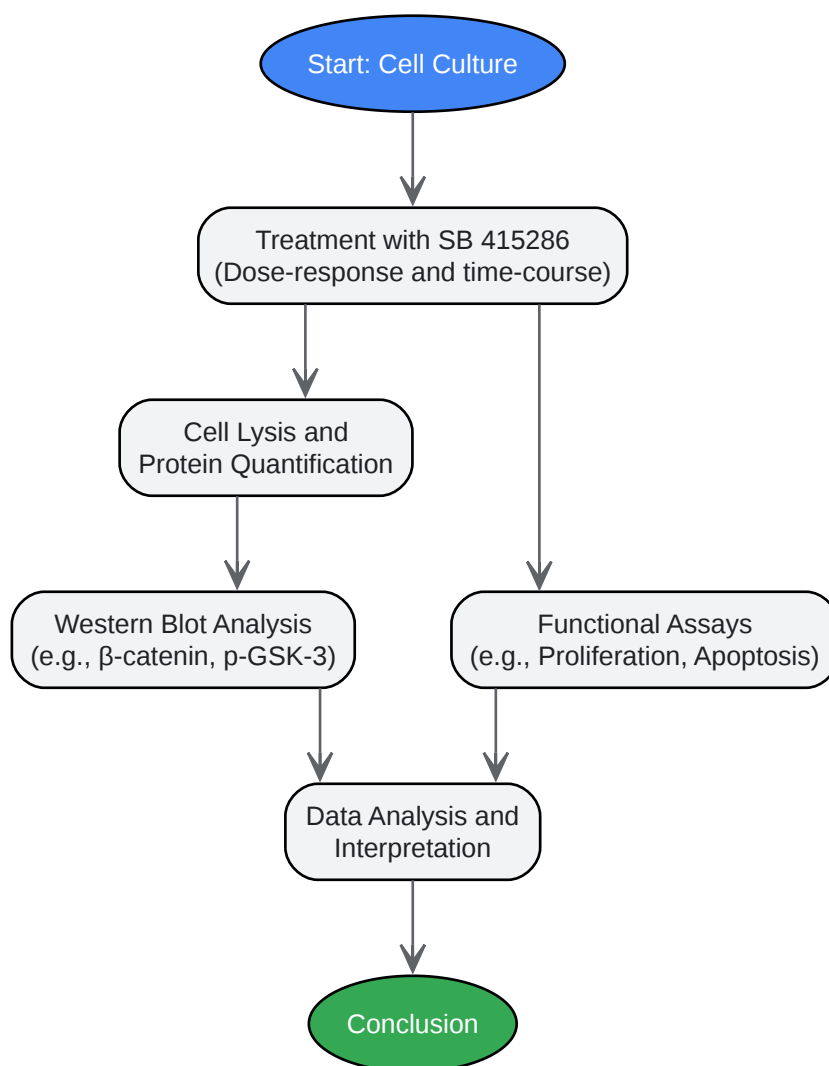 Start: Cell Culture
Treatment with SB 415286
(Dose-response and time-course)
Cell Lysis and
Protein Quantification
Western Blot Analysis
(e.g., β-catenin, p-GSK-3)
Functional Assays
(e.g., Proliferation, Apoptosis)
Data Analysis and
Interpretation
Conclusion